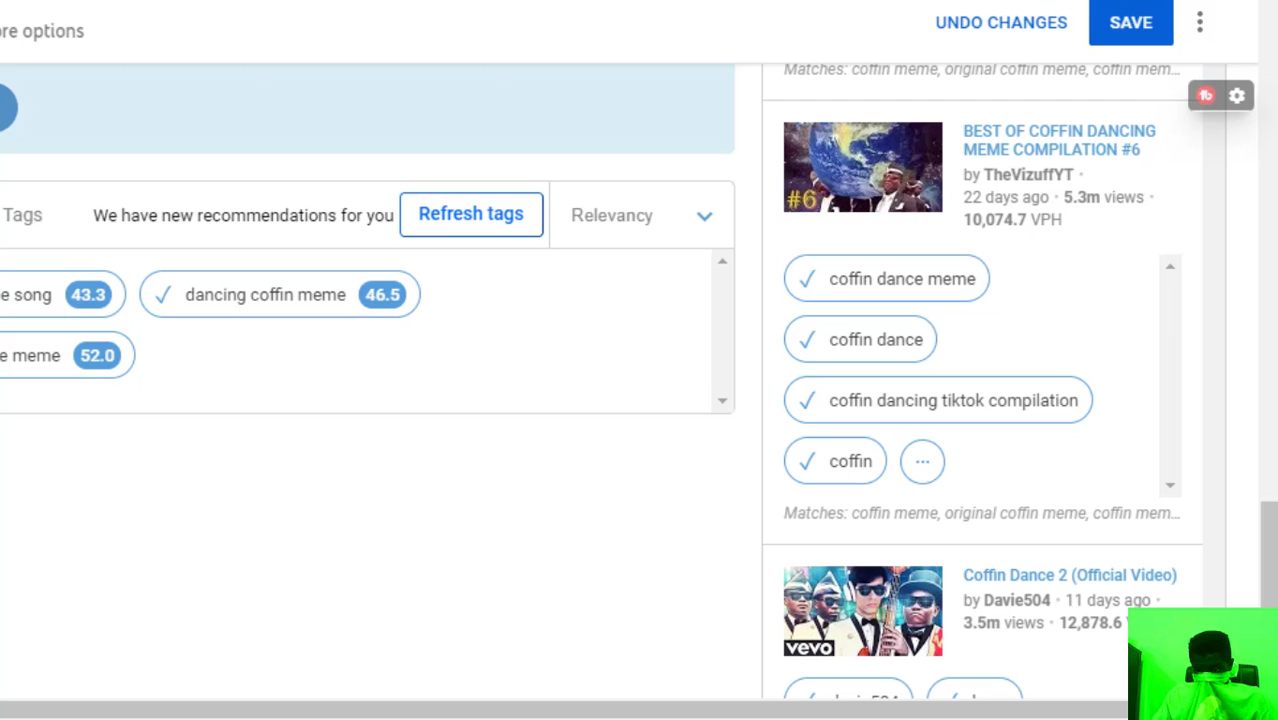 re options
UNDO CHANGES
SAVE
Matches: coffin meme, original coffin meme, coffin mem...
BEST OF COFFIN DANCING
MEME COMPILATION #6
by TheVizuffYT •
22 days ago • 5.3m views •
10,074.7 VPH
#6
Tags
We have new recommendations for you
Refresh tags
Relevancy
e song 43.3
dancing coffin meme 46.5
e meme 52.0
coffin dance meme
coffin dance
coffin dancing tiktok compilation
coffin
...
Matches: coffin meme, original coffin meme, coffin mem...
Coffin Dance 2 (Official Video)
by Davie504 • 11 days ago •
3.5m views • 12,878.6
vevo